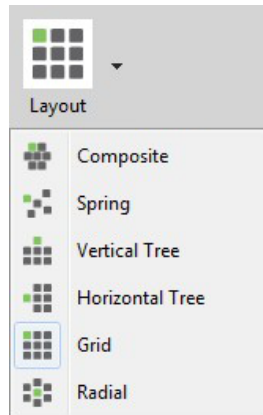 Layout
Composite
Spring
Vertical Tree
Horizontal Tree
Grid
Radial